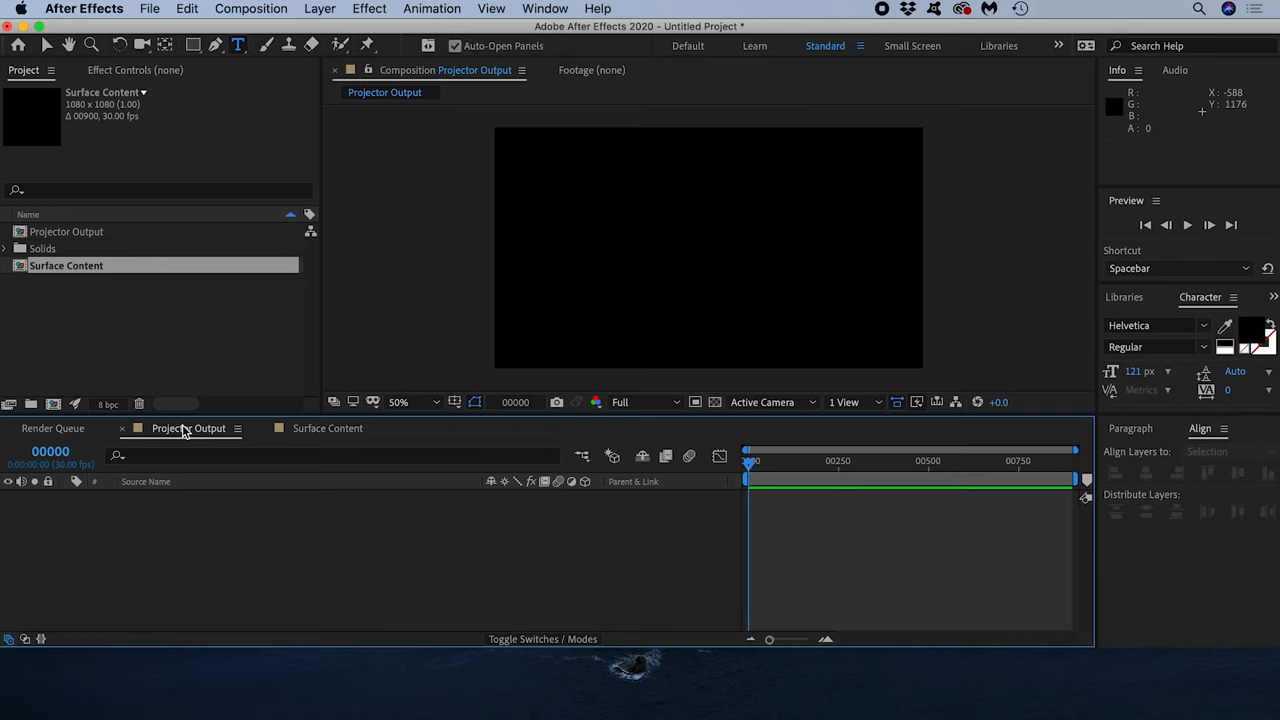 After Effects File Edit Composition Layer Effect Animation View Window Help
Adobe After Effects 2020 - Untitled Project *
T Auto-Open Panels Default Learn Standard Small Screen Libraries Search Help
Project Effect Controls (none) Composition Projector Output Footage (none) Info Audio
Surface Content
1080 x 1080 (1.00)
Δ 00900, 30.00 fps
Projector Output
R : X : -588
G : Y : 1176
B :
A : 0
Name
Projector Output
Solids
Surface Content
Preview
Shortcut
Spacebar
Libraries Character
Helvetica
Regular
121 px Auto
Metrics 0
8 bpc 50% 00000 Full Active Camera 1 View +0.0
Render Queue Projector Output Surface Content
00000
0:00:00:00 (30.00 fps)
# Source Name fx Parent & Link
0000 00250 00500 00750
Paragraph Align
Align Layers to: Selection
Distribute Layers:
Toggle Switches / Modes